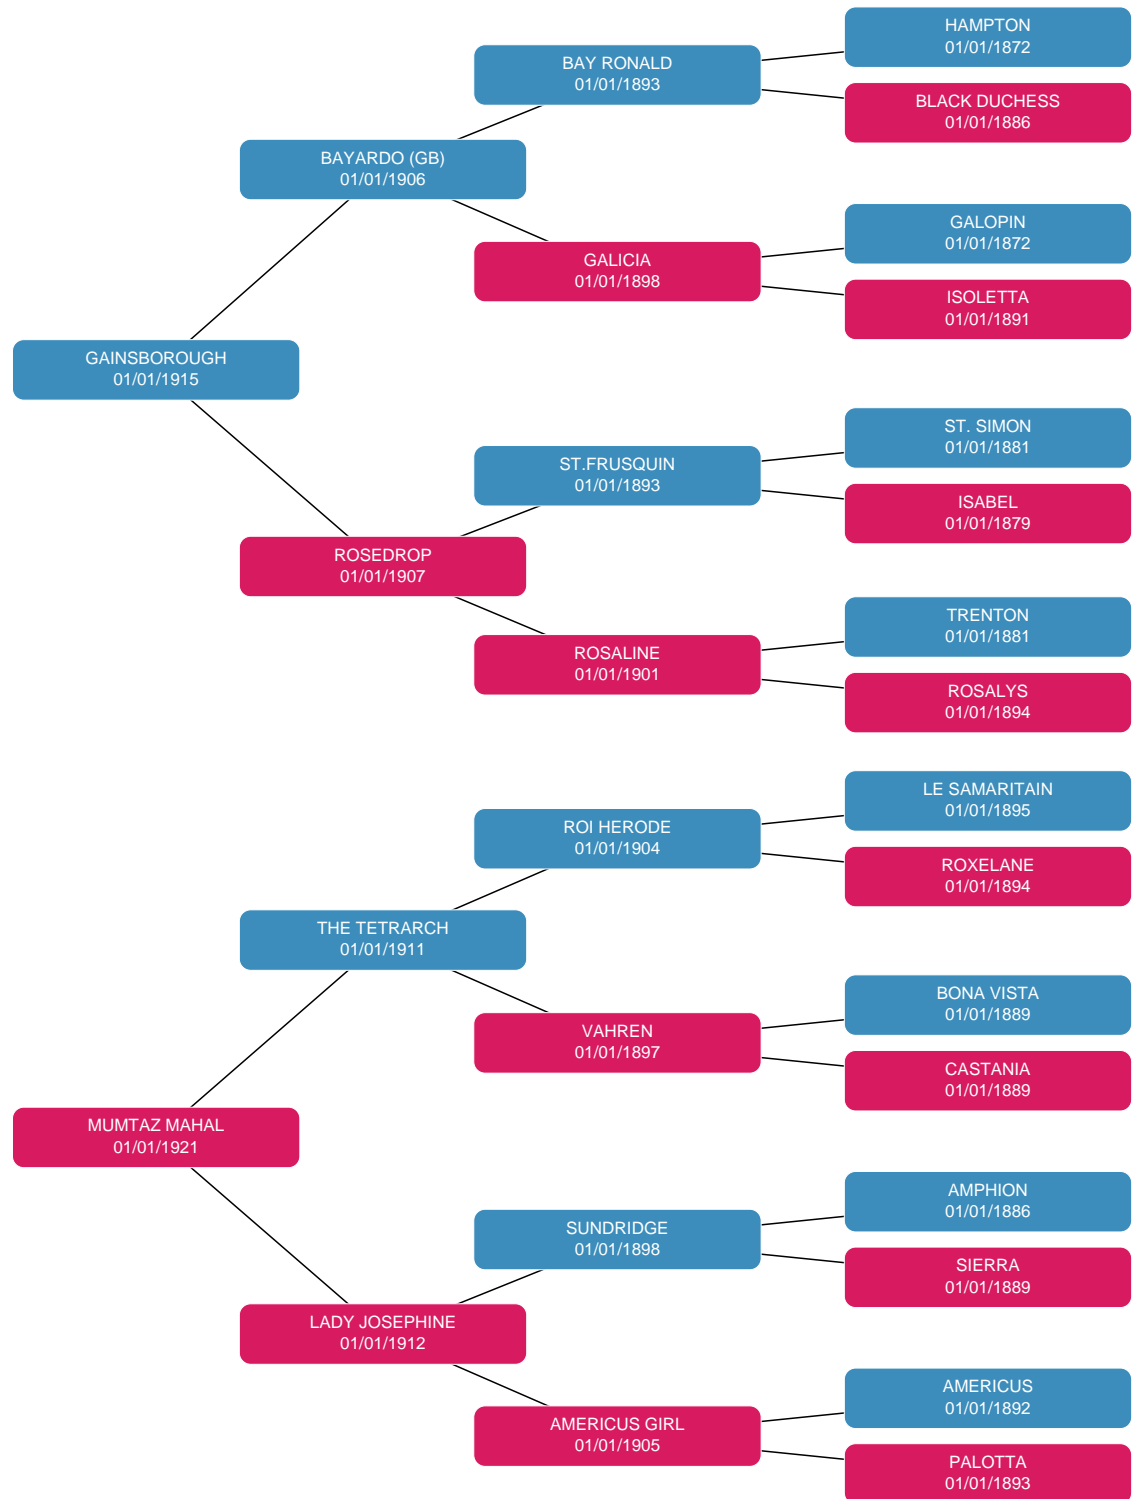 HAMPTON
01/01/1872
BAY RONALD
01/01/1893
BLACK DUCHESS
01/01/1886
BAYARDO (GB)
01/01/1906
GALOPIN
01/01/1872
GALICIA
01/01/1898
ISOLETTA
01/01/1891
GAINSBOROUGH
01/01/1915
ST. SIMON
01/01/1881
ST.FRUSQUIN
01/01/1893
ISABEL
01/01/1879
ROSEDROP
01/01/1907
TRENTON
01/01/1881
ROSALINE
01/01/1901
ROSALYS
01/01/1894
LE SAMARITAIN
01/01/1895
ROI HERODE
01/01/1904
ROXELANE
01/01/1894
THE TETRARCH
01/01/1911
BONA VISTA
01/01/1889
VAHREN
01/01/1897
CASTANIA
01/01/1889
MUMTAZ MAHAL
01/01/1921
AMPHION
01/01/1886
SUNDRIDGE
01/01/1898
SIERRA
01/01/1889
LADY JOSEPHINE
01/01/1912
AMERICUS
01/01/1892
AMERICUS GIRL
01/01/1905
PALOTTA
01/01/1893